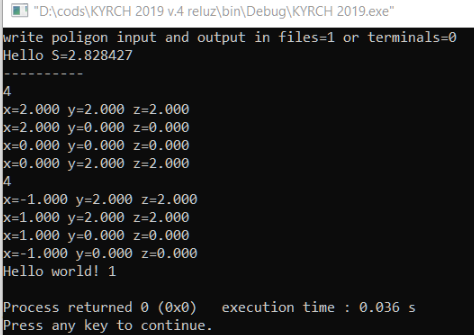 "D:\cods\KYRCH 2019 v.4 reluz\bin\Debug\KYRCH 2019.exe"
write poligon input and output in files=1 or terminals=0
Hello S=2.828427
----------
4
x=2.000 y=2.000 z=2.000
x=2.000 y=0.000 z=0.000
x=0.000 y=0.000 z=0.000
x=0.000 y=2.000 z=2.000
4
x=-1.000 y=2.000 z=2.000
x=1.000 y=2.000 z=2.000
x=1.000 y=0.000 z=0.000
x=-1.000 y=0.000 z=0.000
Hello world! 1
Process returned 0 (0x0)   execution time : 0.036 s
Press any key to continue.